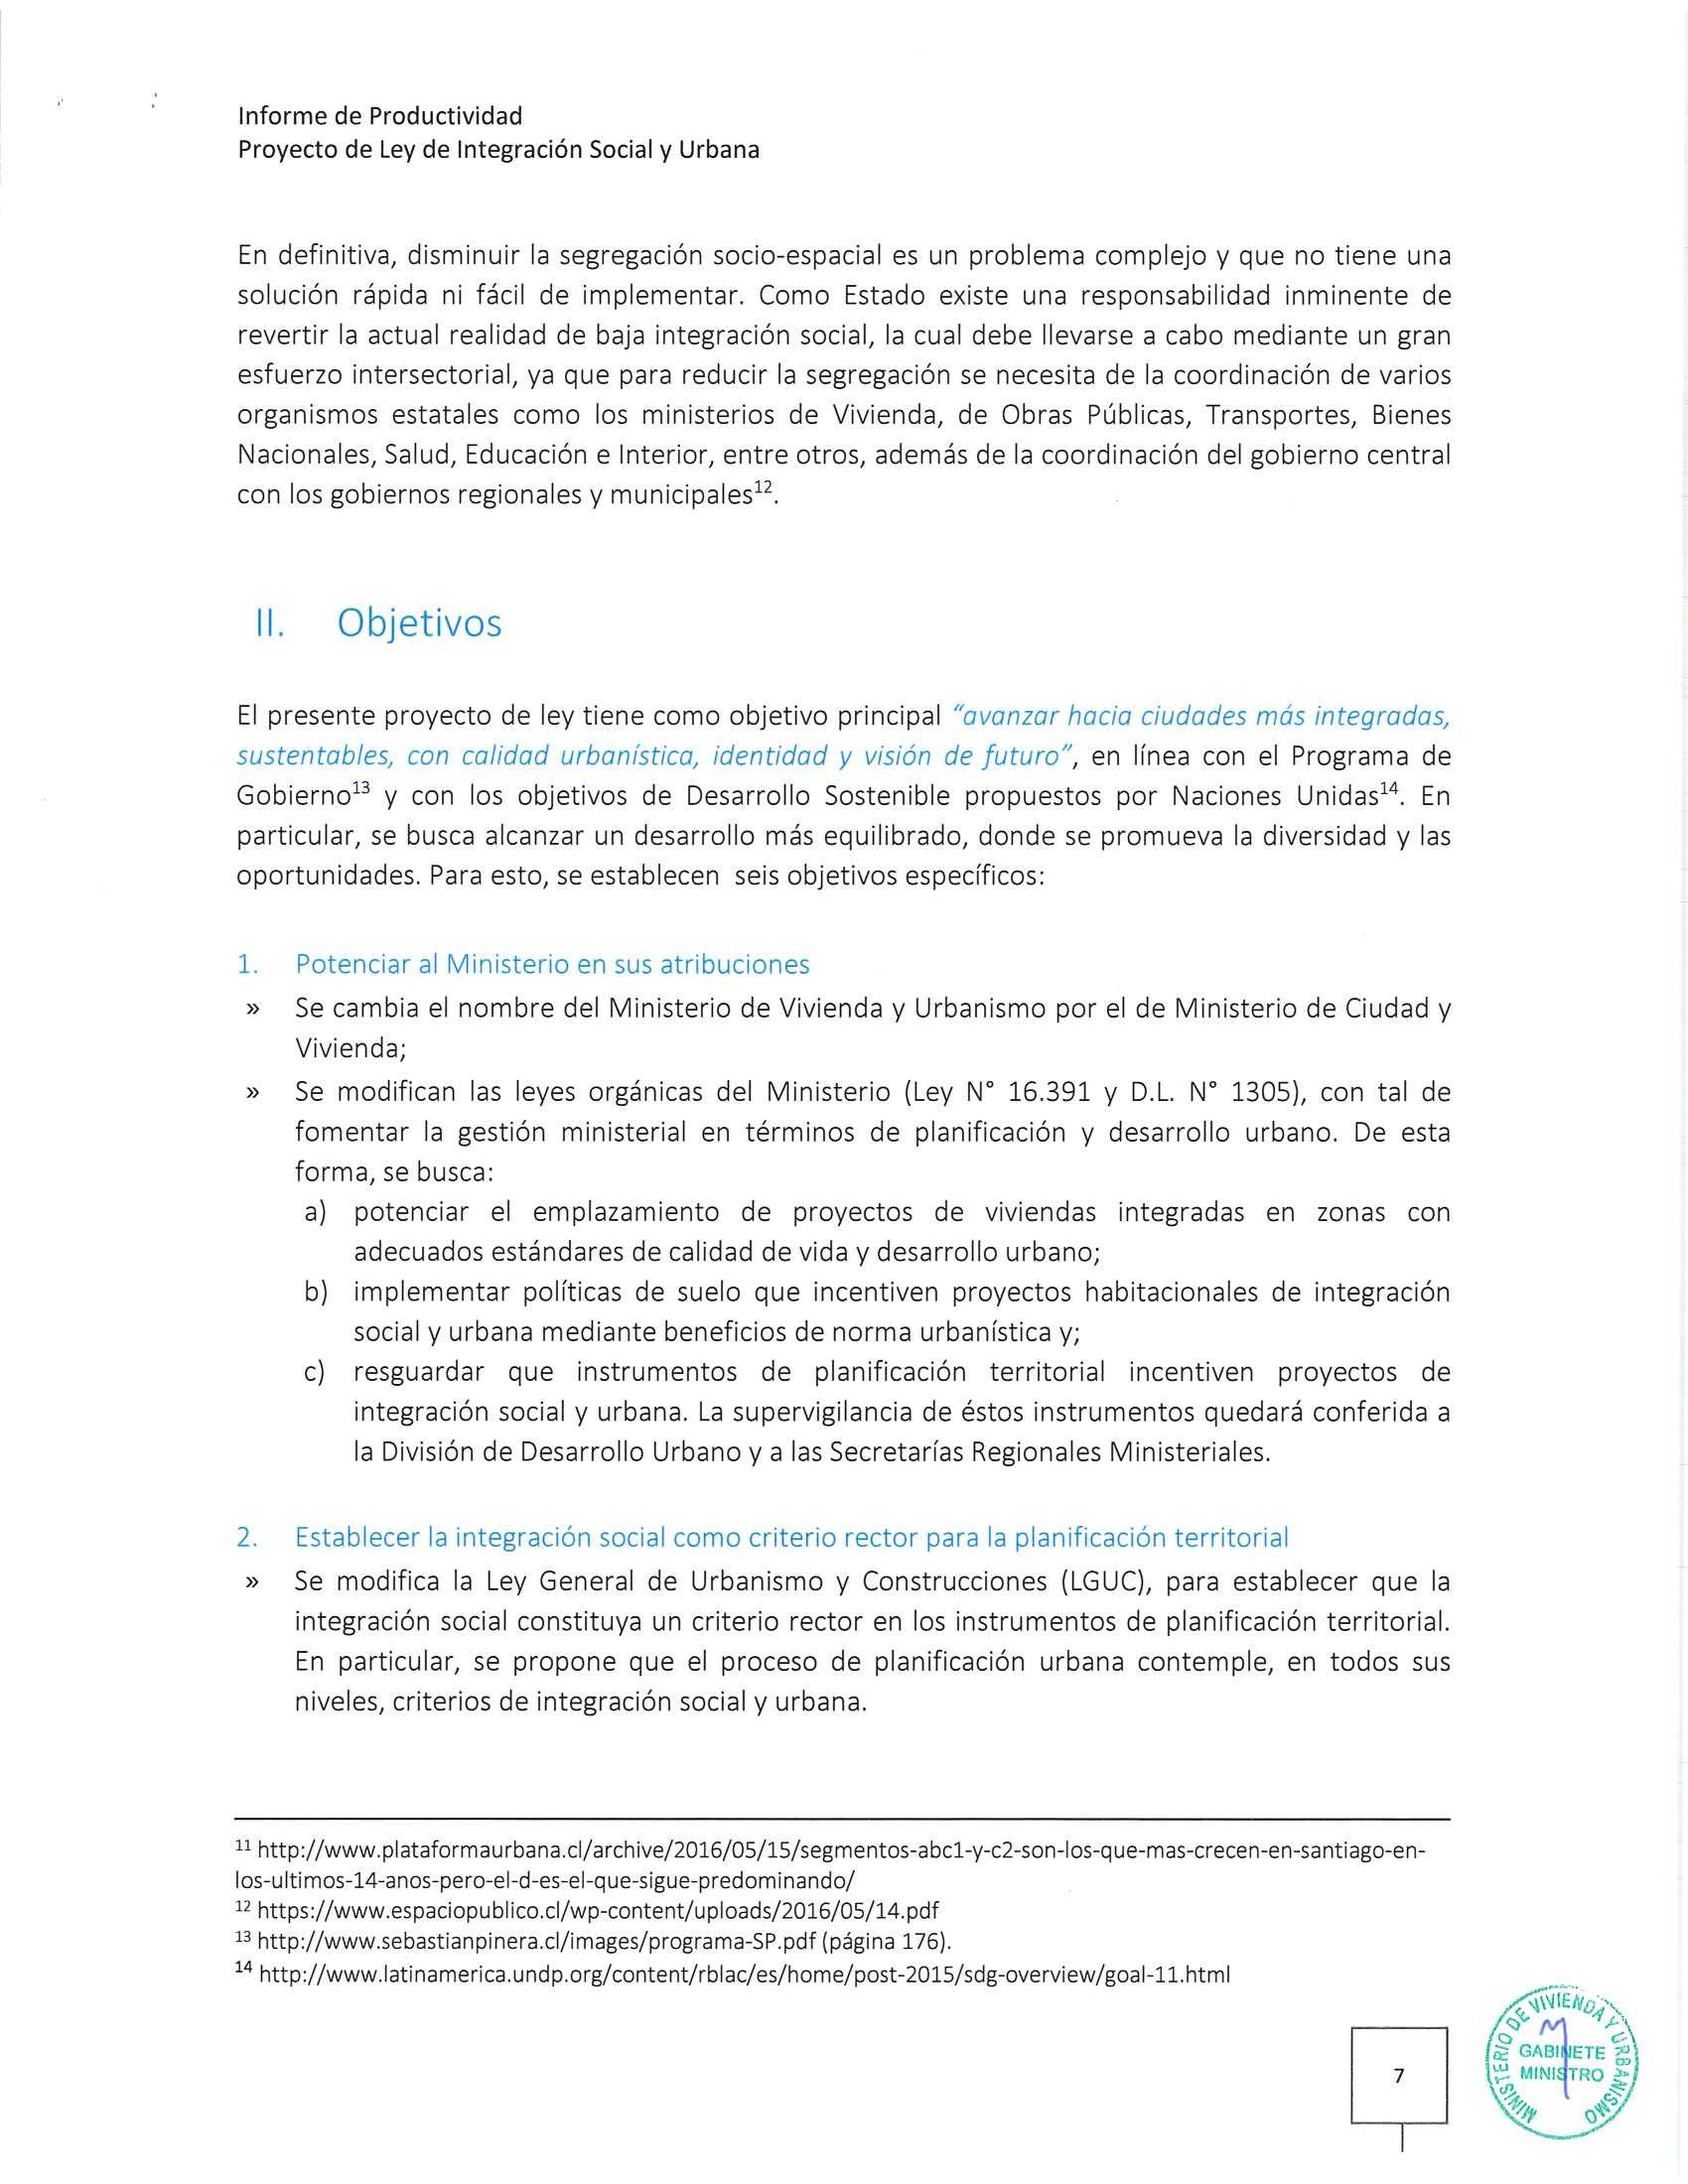 Informe de Productividad
Proyecto de Ley de Integración Social y Urbana
En definitiva, disminuir la segregación socio-espacial es un problema complejo y que no tiene una
solución rápida ni fácil de implementar. Como Estado existe una responsabilidad inminente de
revertir la actual realidad de baja integración social, la cual debe llevarse a cabo mediante un gran
esfuerzo intersectorial, ya que para reducir la segregación se necesita de la coordinación de varios
organismos estatales como los ministerios de Vivienda, de Obras Públicas, Transportes, Bienes
Nacionales, Salud, Educación e Interior, entre otros, además de la coordinación del gobierno central
con los gobiernos regionales y municipales¹².
II. Objetivos
El presente proyecto de ley tiene como objetivo principal “avanzar hacia ciudades más integradas,
sustentables, con calidad urbanística, identidad y visión de futuro”, en línea con el Programa de
Gobierno¹³ y con los objetivos de Desarrollo Sostenible propuestos por Naciones Unidas¹⁴. En
particular, se busca alcanzar un desarrollo más equilibrado, donde se promueva la diversidad y las
oportunidades. Para esto, se establecen seis objetivos específicos:
1. Potenciar al Ministerio en sus atribuciones
» Se cambia el nombre del Ministerio de Vivienda y Urbanismo por el de Ministerio de Ciudad y
Vivienda;
» Se modifican las leyes orgánicas del Ministerio (Ley N° 16.391 y D.L. N° 1305), con tal de
fomentar la gestión ministerial en términos de planificación y desarrollo urbano. De esta
forma, se busca:
a) potenciar el emplazamiento de proyectos de viviendas integradas en zonas con
adecuados estándares de calidad de vida y desarrollo urbano;
b) implementar políticas de suelo que incentiven proyectos habitacionales de integración
social y urbana mediante beneficios de norma urbanística y;
c) resguardar que instrumentos de planificación territorial incentiven proyectos de
integración social y urbana. La supervigilancia de éstos instrumentos quedará conferida a
la División de Desarrollo Urbano y a las Secretarías Regionales Ministeriales.
2. Establecer la integración social como criterio rector para la planificación territorial
» Se modifica la Ley General de Urbanismo y Construcciones (LGUC), para establecer que la
integración social constituya un criterio rector en los instrumentos de planificación territorial.
En particular, se propone que el proceso de planificación urbana contemple, en todos sus
niveles, criterios de integración social y urbana.
¹¹ http://www.plataformaurbana.cl/archive/2016/05/15/segmentos-abc1-y-c2-son-los-que-mas-crecen-en-santiago-en-
los-ultimos-14-anos-pero-el-d-es-el-que-sigue-predominando/
¹² https://www.espaciopublico.cl/wp-content/uploads/2016/05/14.pdf
¹³ http://www.sebastianpinera.cl/images/programa-SP.pdf (página 176).
¹⁴ http://www.latinamerica.undp.org/content/rblac/es/home/post-2015/sdg-overview/goal-11.html
7
MINISTERIO DE VIVIENDA Y URBANISMO
GABINETE
MINISTRO